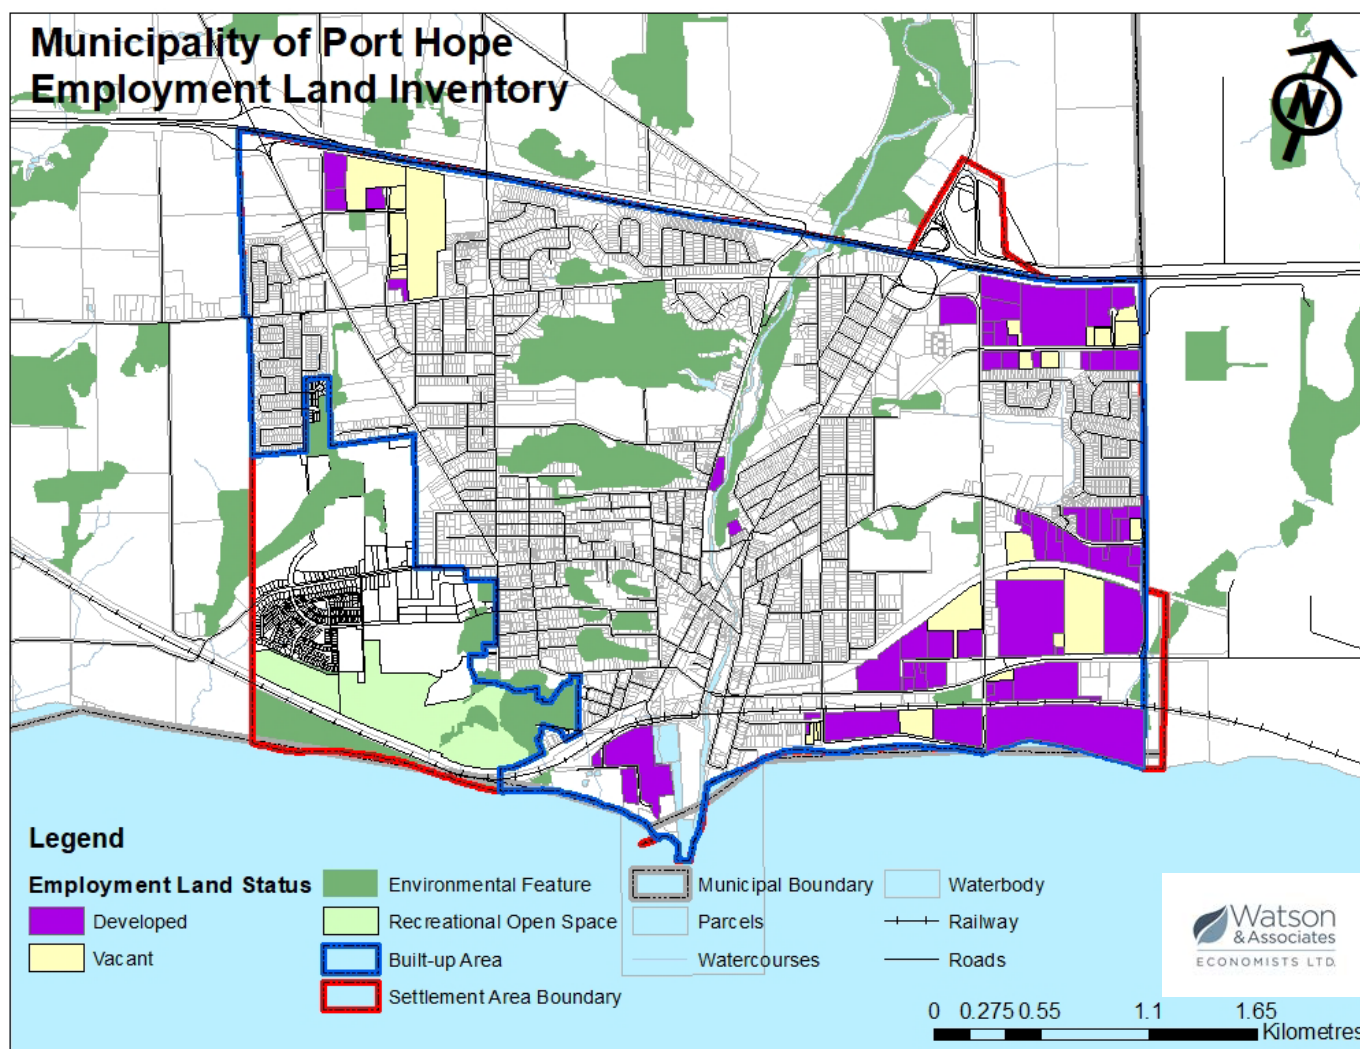 Municipality of Port Hope
Employment Land Inventory
N
Legend
Employment Land Status
Developed
Vacant
Environmental Feature
Recreational Open Space
Built-up Area
Settlement Area Boundary
Municipal Boundary
Parcels
Watercourses
Waterbody
Railway
Roads
Watson
& Associates
ECONOMISTS LTD.
0 0.275 0.55 1.1 1.65
Kilometres